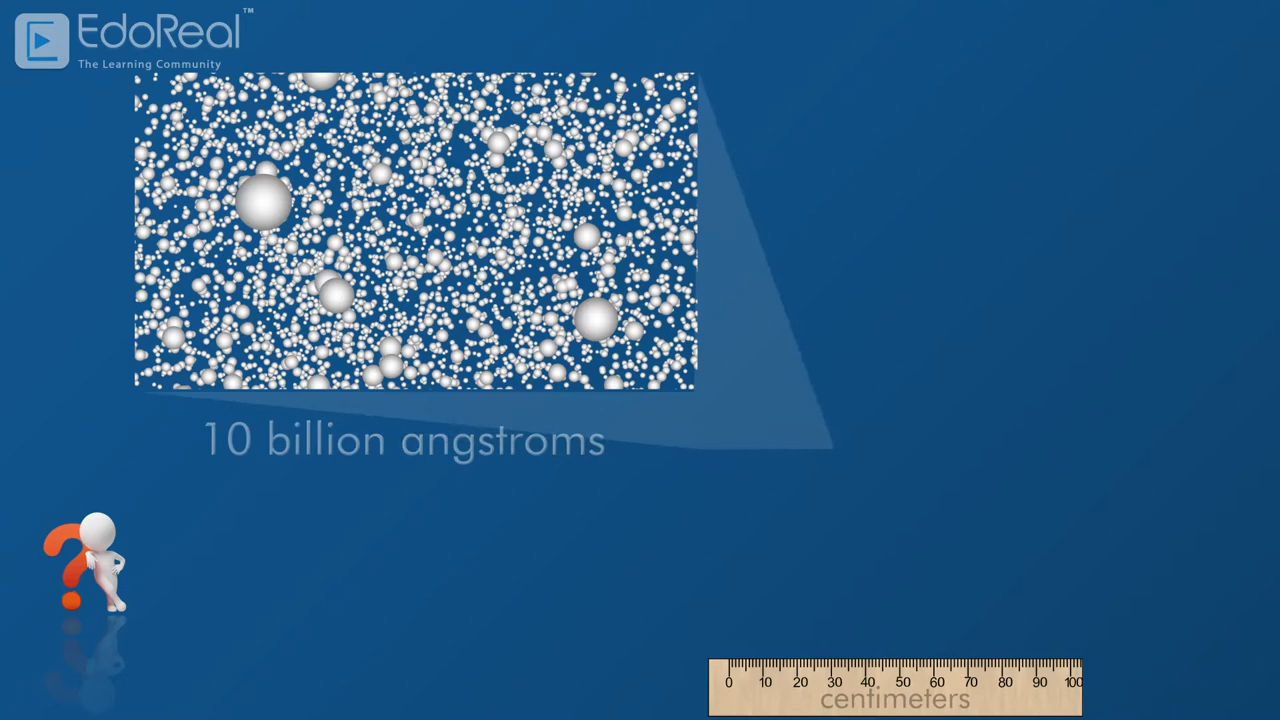 EdoReal™
The Learning Community
10 billion angstroms
0 10 20 30 40 50 60 70 80 90 100
centimeters